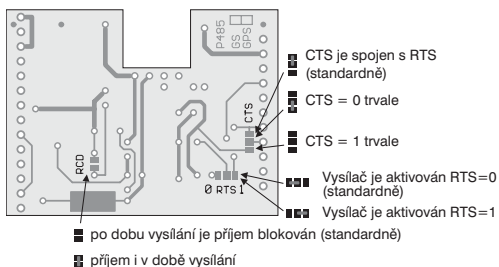 P485
GS
GPS
CTS
RCD
0 RTS 1
CTS je spojen s RTS
(standardně)
CTS = 0 trvale
CTS = 1 trvale
Vysílač je aktivován RTS=0
(standardně)
Vysílač je aktivován RTS=1
po dobu vysílání je příjem blokován (standardně)
příjem i v době vysílání